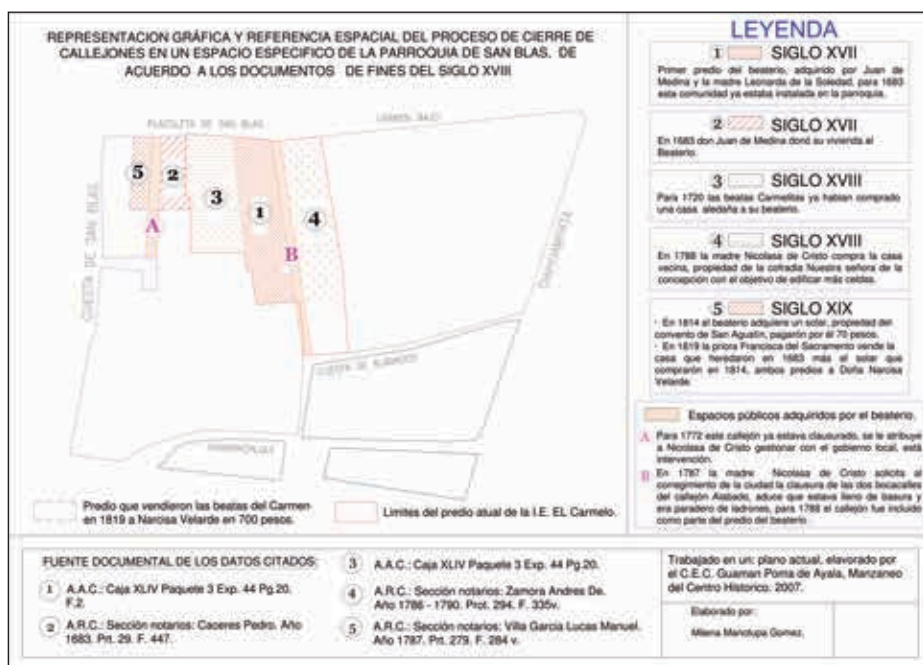 REPRESENTACION GRÁFICA Y REFERENCIA ESPACIAL DEL PROCESO DE CIERRE DE
CALLEJONES EN UN ESPACIO ESPECIFICO DE LA PARROQUIA DE SAN BLAS. DE
ACUERDO A LOS DOCUMENTOS DE FINES DEL SIGLO XVIII
PLAZOLETA DE SAN BLAS
CARMEN BAJO
CUESTA DE SAN BLAS
5
2
3
1
4
A
B
Predio que vendieron las beatas del Carmen
en 1819 a Narcisa Velarde en 700 pesos.
Limites del predio atual de la I.E. EL Carmelo.
LEYENDA
1 SIGLO XVII
Primer predio del beaterio, adquirido por Juan de
Medina y la madre Leonarda de la Soledad, para 1683
esta comunidad ya estaba instalada en la parroquia.
2 SIGLO XVII
En 1683 don Juan de Medina donó su vivienda al
Beaterio.
3 SIGLO XVIII
Para 1720 las beatas Carmelitas ya habian comprado
una casa aledaña a su beaterio.
4 SIGLO XVIII
En 1788 la madre Nicolasa de Cristo compra la casa
vecina, propiedad de la cofradia Nuestra señora de la
concepción con el objetivo de edificar más celdas.
5 SIGLO XIX
- En 1814 el beaterio adquiere un solar, propiedad del
convento de San Agustín, pagaron por él 70 pesos.
- En 1819 la priora Francisca del Sacramento vende la
casa que heredaron en 1683 más el solar que
comprarón en 1814, ambos predios a Doña Narcisa
Velarde
Espacios públicos adquiridos por el beaterio.
A Para 1772 este callejón ya estava clausurado, se le atribuye
a Nicolasa de Cristo gestionar con el gobierno local, esta
intervención.
B En 1787 la madre Nicolasa de Cristo solicita al
corregimiento de la ciudad la clausura de las dos bocacalles
del callejón Alabado, aduce que estava lleno de basura y
era paradero de ladrones, para 1788 el callejón fue incluido
como parte del predio del beaterio
FUENTE DOCUMENTAL DE LOS DATOS CITADOS:
1 A.A.C.: Caja XLIV Paquete 3 Exp. 44 Pg.20.
F.2.
2 A.R.C.: Sección notarios: Caceres Pedro. Año
1683. Prt. 29. F. 447.
3 A.A.C.: Caja XLIV Paquete 3 Exp. 44 Pg.20.
4 A.R.C.: Sección notarios: Zamora Andres De.
Año 1786 - 1790. Prot. 294. F. 335v.
5 A.R.C.: Sección notarios: Villa Garcia Lucas Manuel.
Año 1787. Prt. 279. F. 284 v.
Trabajado en un: plano actual, elavorado por
el C.E.C. Guaman Poma de Ayala, Manzaneo
del Centro Historico. 2007.
Elaborado por:
Milena Manotupa Gomez.